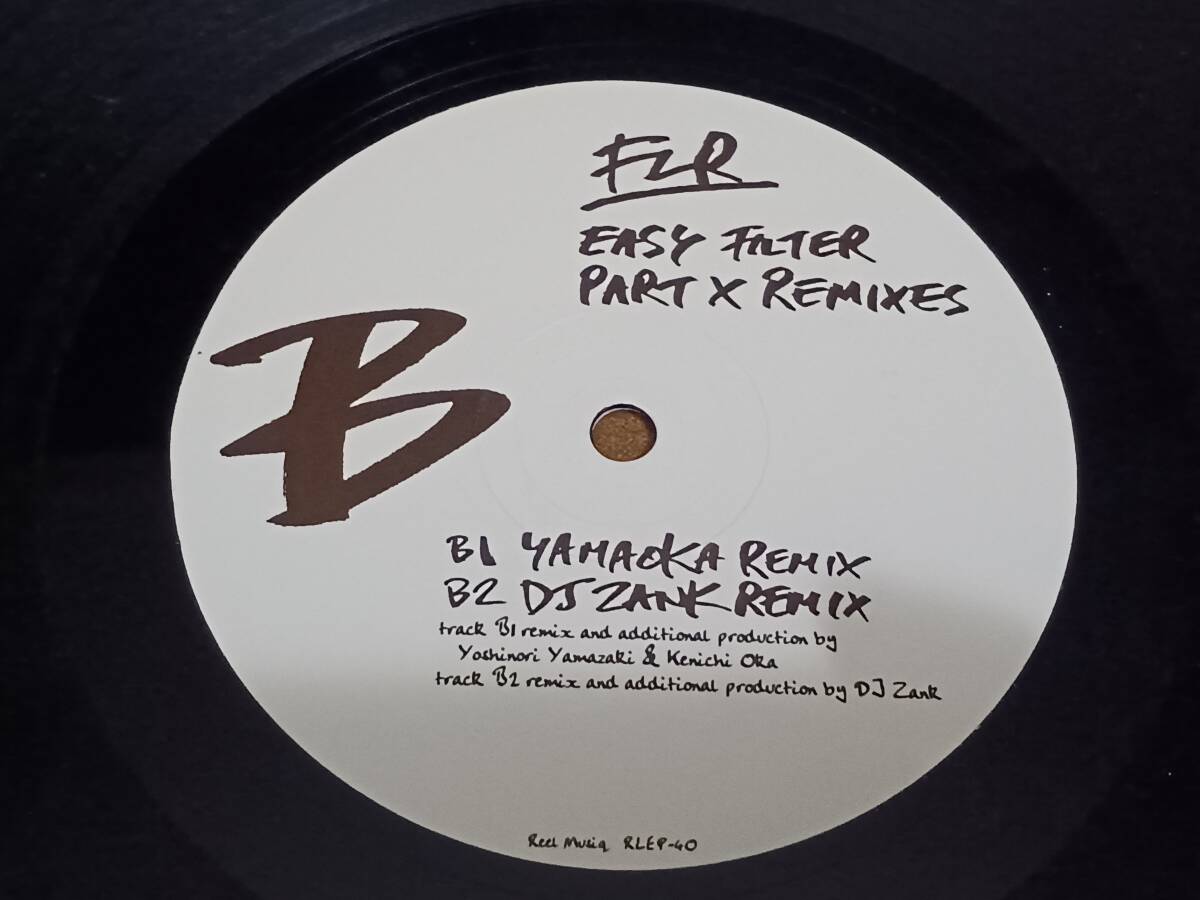 FLR
EASY FILTER
PART X REMIXES
B
B1 YAMAOKA REMIX
B2 DJ ZANK REMIX
track B1 remix and additional production by
Yoshinori Yamazaki & Kenichi Oka
track B2 remix and additional production by DJ Zank
Reel Musiq RLEP-40